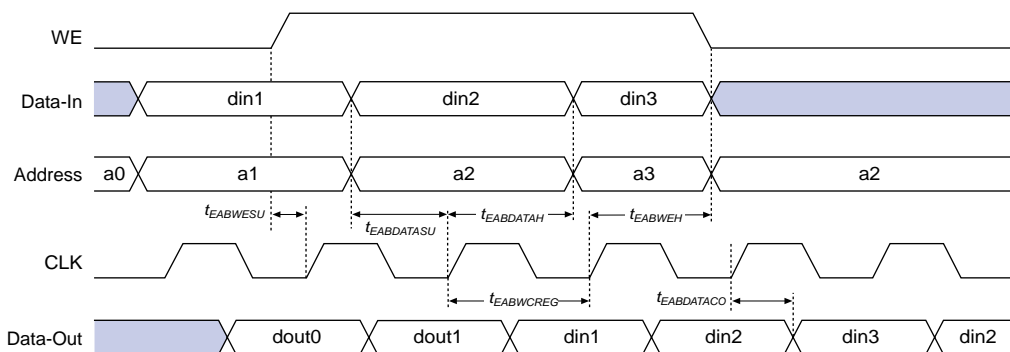 WE
Data-In din1 din2 din3
Address a0 a1 a2 a3 a2
tEABWESU tEABDATASU tEABDATAH tEABWEH
CLK
tEABWCREG tEABDATACO
Data-Out dout0 dout1 din1 din2 din3 din2